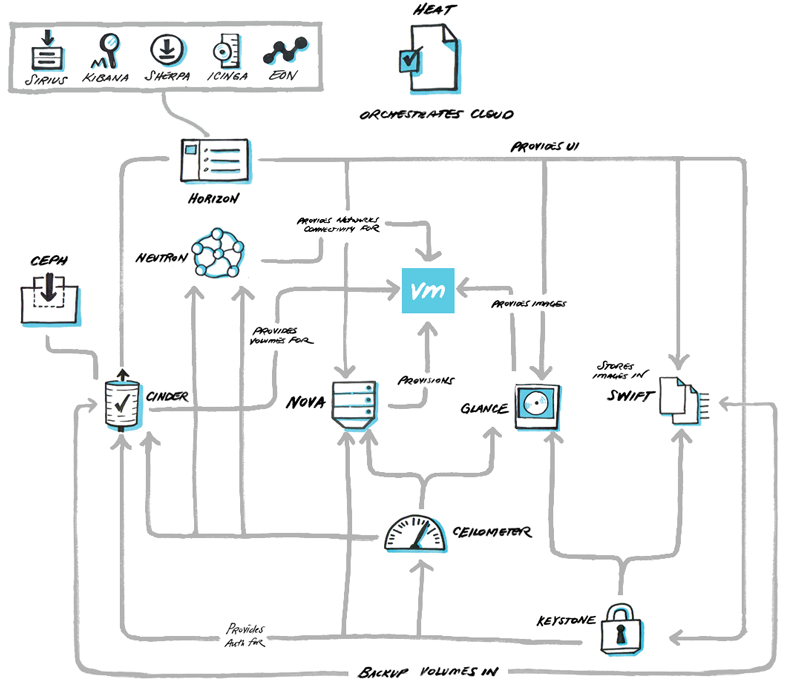 HEAT
SIRIUS KIBANA SHERPA ICINGA EON
ORCHESTRATES CLOUD
PROVIDES UI
HORIZON
PROVIDES NETWORKS
CONNECTIVITY FOR
NEUTRON
CEPH
vm
PROVIDES IMAGES
PROVIDES
VOLUMES FOR
STORES
IMAGES IN
PROVISIONS
CINDER
NOVA
GLANCE
SWIFT
CEILOMETER
KEYSTONE
Provides
Auth for
BACKUP VOLUMES IN